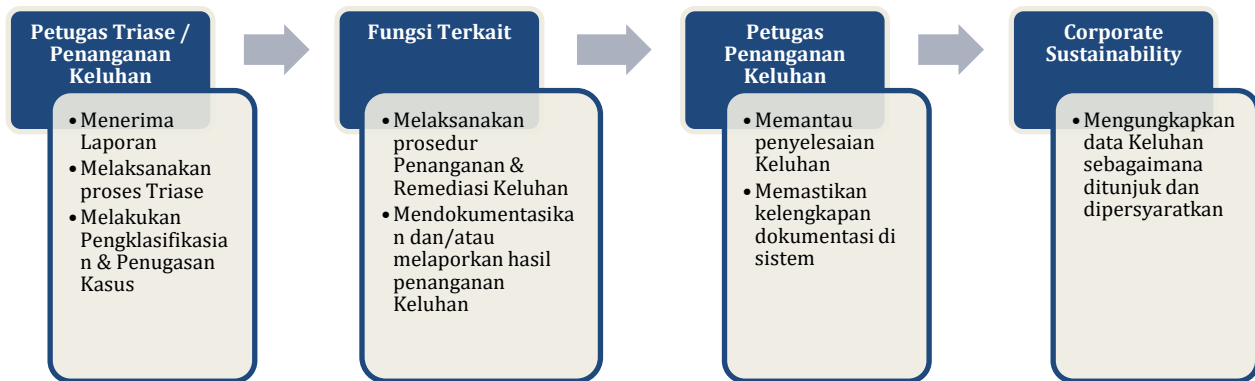 Petugas Triase /
Penanganan
Keluhan
• Menerima
Laporan
• Melaksanakan
proses Triase
• Melakukan
Pengklasifikasia
n & Penugasan
Kasus
Fungsi Terkait
• Melaksanakan
prosedur
Penanganan &
Remediasi Keluhan
• Mendokumentasika
n dan/atau
melaporkan hasil
penanganan
Keluhan
Petugas
Penanganan
Keluhan
• Memantau
penyelesaian
Keluhan
• Memastikan
kelengkapan
dokumentasi di
sistem
Corporate
Sustainability
• Mengungkapkan
data Keluhan
sebagaimana
ditunjuk dan
dipersyaratkan